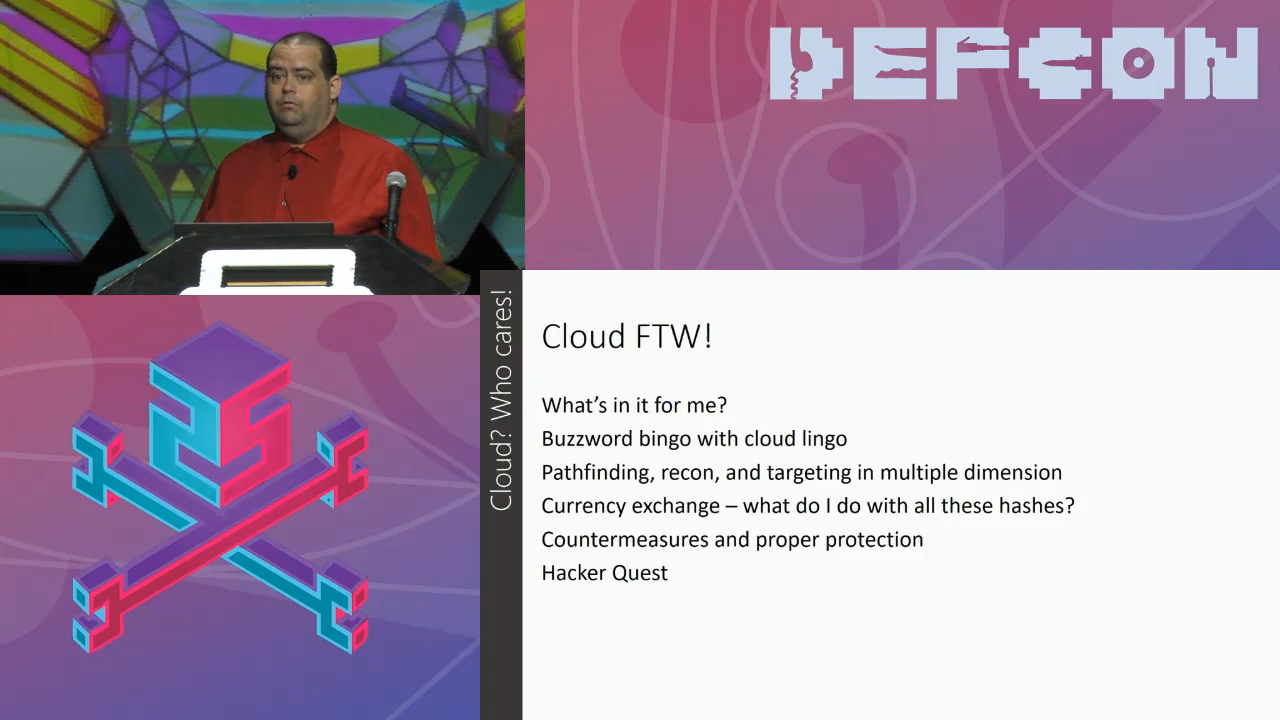 DEFCON
Cloud? Who cares!
Cloud FTW!
What's in it for me?
Buzzword bingo with cloud lingo
Pathfinding, recon, and targeting in multiple dimension
Currency exchange – what do I do with all these hashes?
Countermeasures and proper protection
Hacker Quest
25